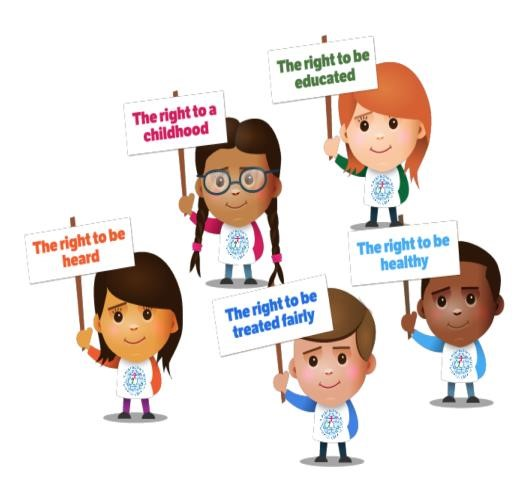 The right to be
educated
The right to a
childhood
The right to be
heard
The right to be
healthy
The right to be
treated fairly